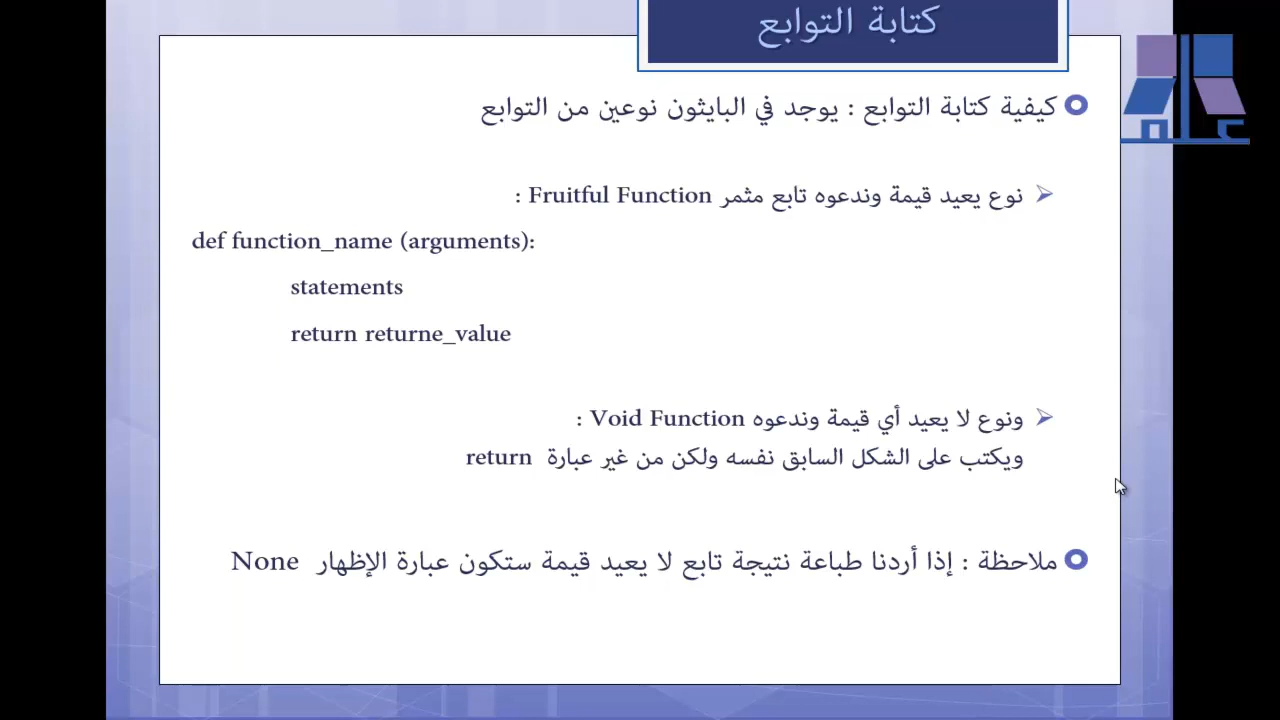 كتابة التوابع
علم
كيفية كتابة التوابع : يوجد في البايثون نوعين من التوابع
نوع يعيد قيمة وندعوه تابع مثمر Fruitful Function :
def function_name (arguments):
statements
return returne_value
ونوع لا يعيد أي قيمة وندعوه Void Function :
ويكتب على الشكل السابق نفسه ولكن من غير عبارة return
ملاحظة : إذا أردنا طباعة نتيجة تابع لا يعيد قيمة ستكون عبارة الإظهار None